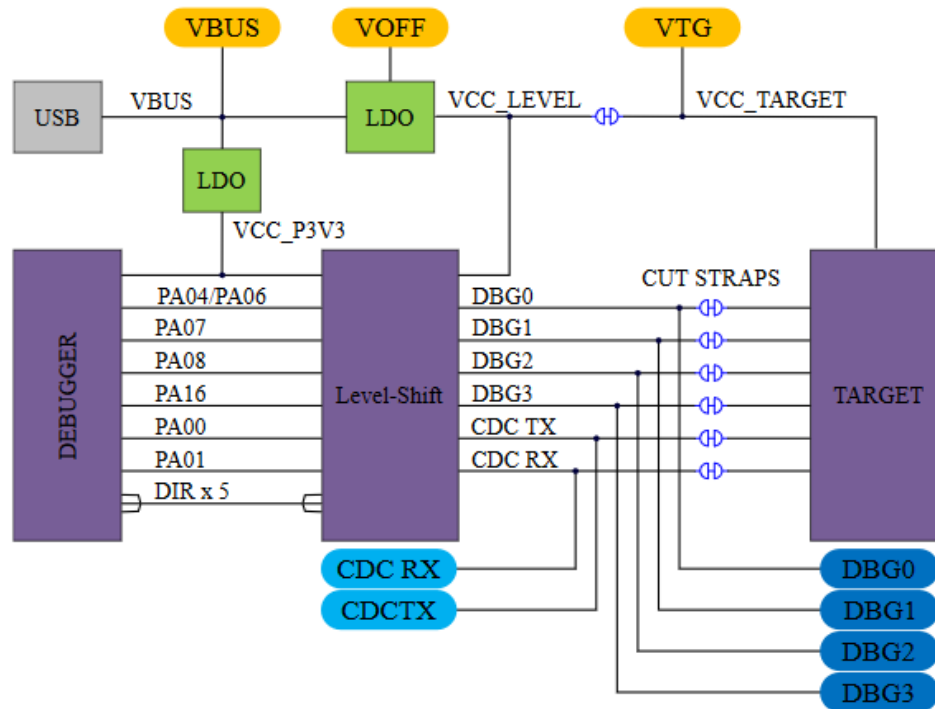 VBUS
VOFF
VTG
USB
VBUS
LDO
VCC_LEVEL
VCC_TARGET
LDO
VCC_P3V3
DEBUGGER
PA04/PA06
PA07
PA08
PA16
PA00
PA01
DIR x 5
Level-Shift
DBG0
DBG1
DBG2
DBG3
CDC TX
CDC RX
CUT STRAPS
TARGET
CDC RX
CDCTX
DBG0
DBG1
DBG2
DBG3